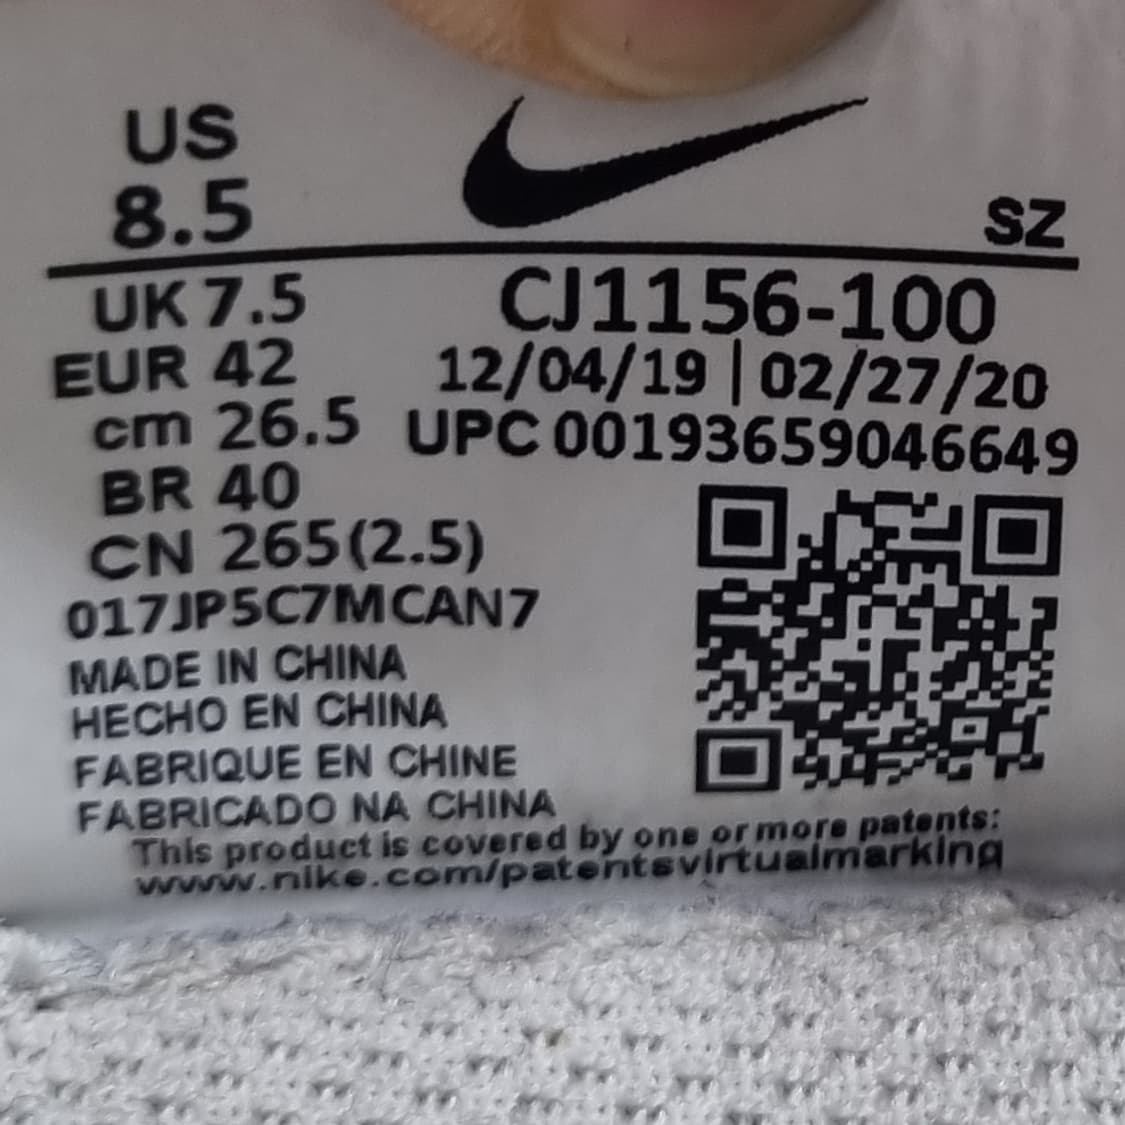 US
8.5
SZ
UK 7.5
CJ1156-100
EUR 42
12/04/19 | 02/27/20
cm 26.5
UPC 00193659046649
BR 40
CN 265(2.5)
017JP5C7MCAN7
MADE IN CHINA
HECHO EN CHINA
FABRIQUE EN CHINE
FABRICADO NA CHINA
This product is covered by one or more patents:
www.nike.com/patentsvirtualmarking